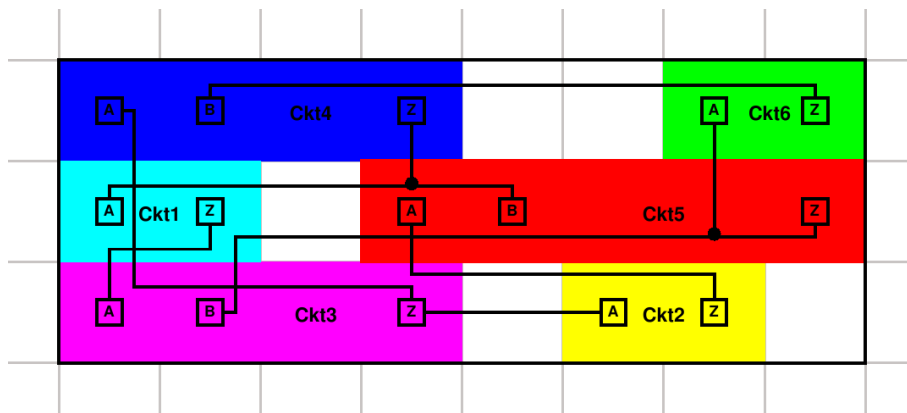 A B Ckt4 Z A Ckt6 Z
A Ckt1 Z A B Ckt5 Z
A B Ckt3 Z A Ckt2 Z